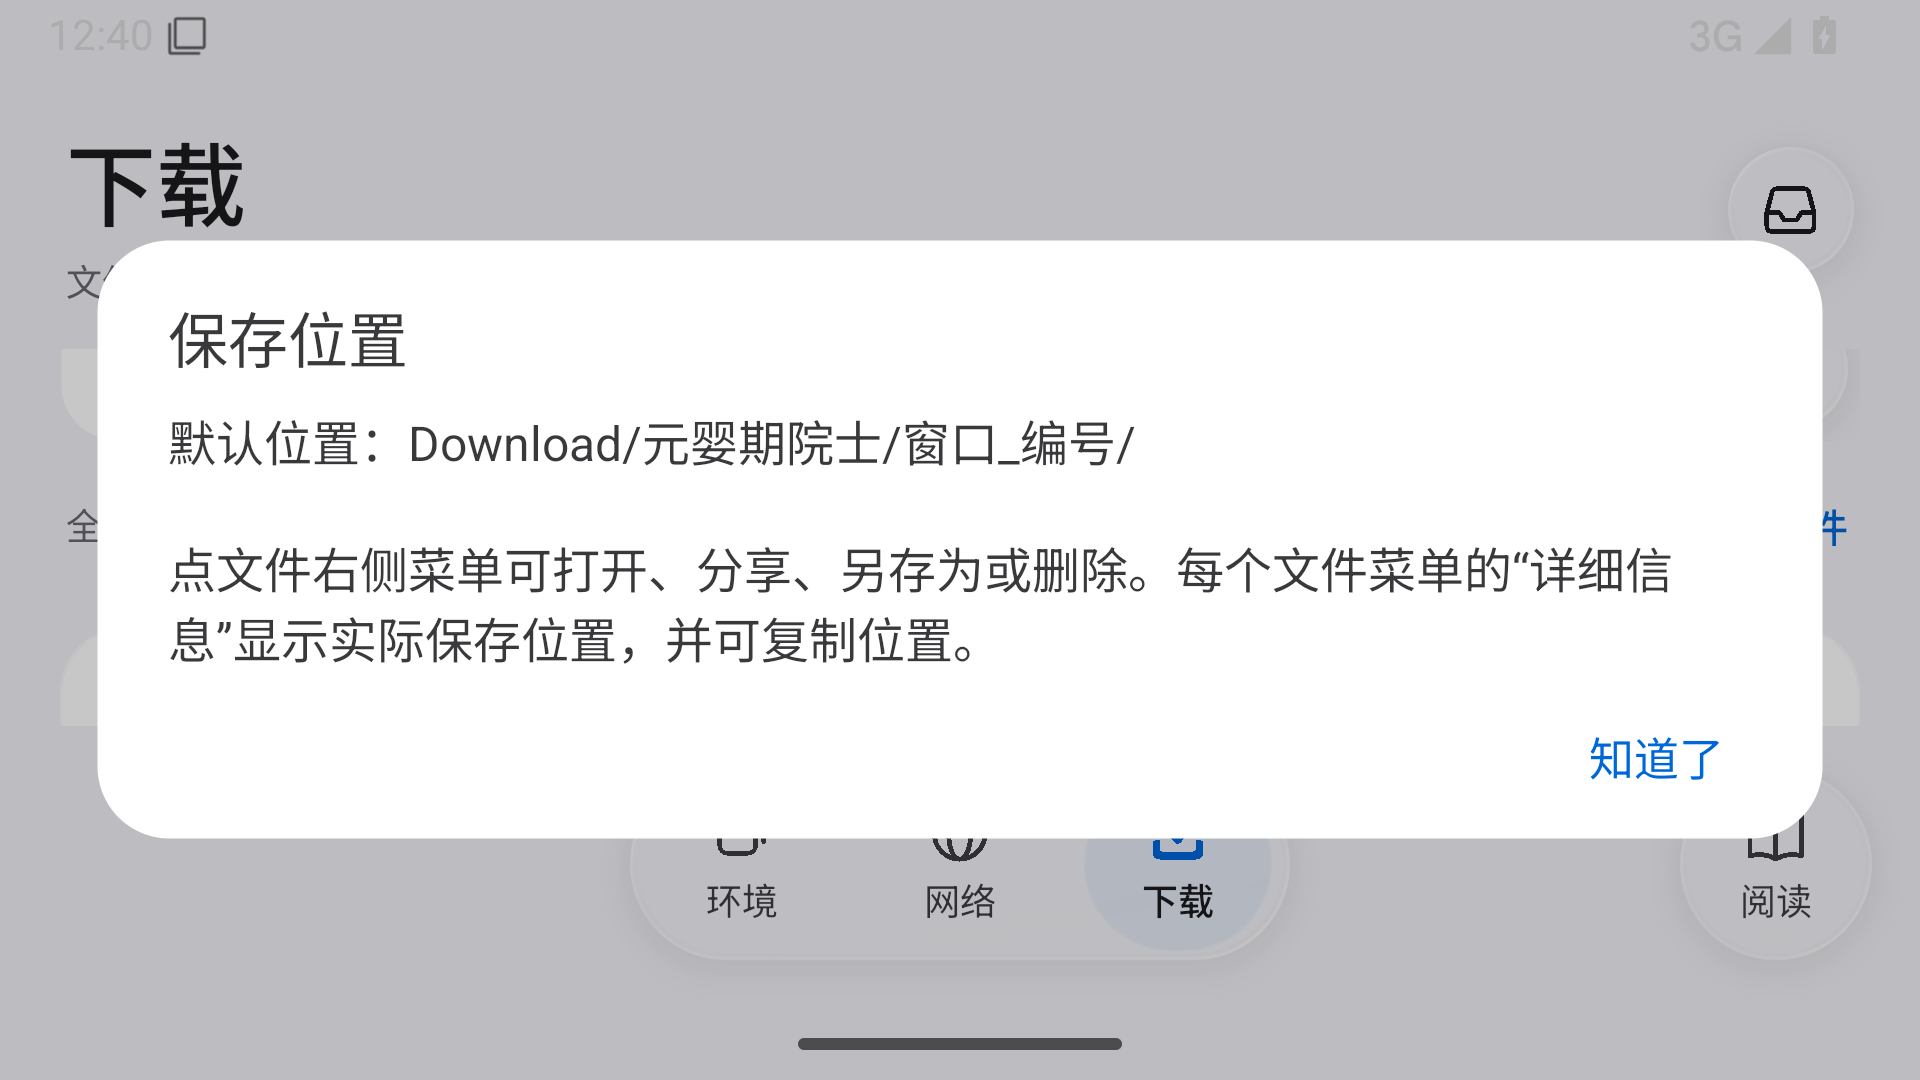 12:40
3G
下载
文
保存位置
默认位置：Download/元婴期院士/窗口_编号/
全
件
点文件右侧菜单可打开、分享、另存为或删除。每个文件菜单的“详细信
息”显示实际保存位置，并可复制位置。
知道了
环境
网络
下载
阅读